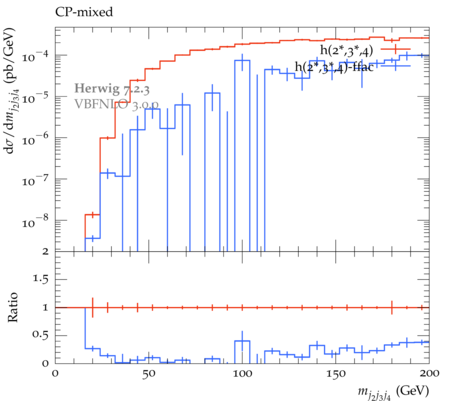 CP-mixed
dσ/dm_{j₂j₃j₄} (pb/GeV)
10⁻⁴
10⁻⁵
10⁻⁶
10⁻⁷
10⁻⁸
h(2*,3*,4)
h(2*,3*,4)-ffac
Herwig 7.2.3
VBFNLO 3.0.0
2
1.5
1
0.5
0
Ratio
0 50 100 150 200
m_{j₂j₃j₄} (GeV)